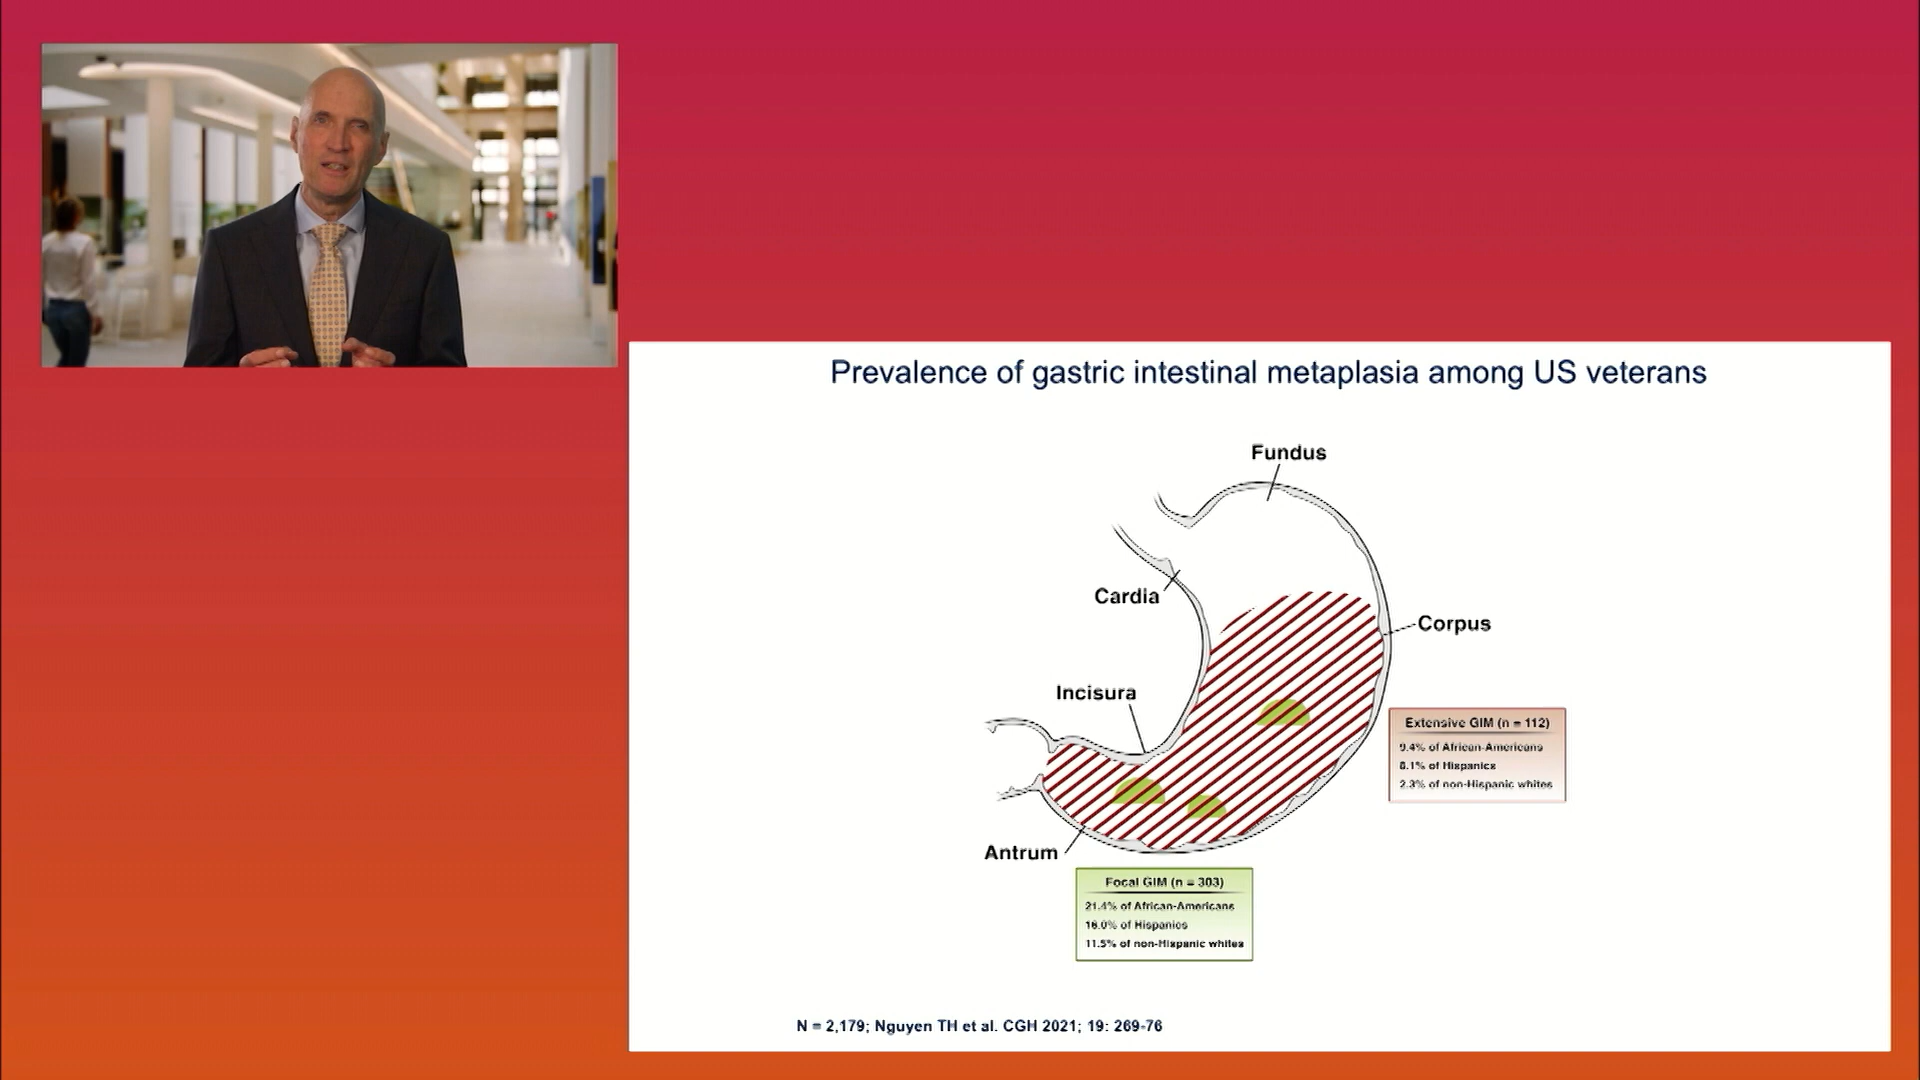 Prevalence of gastric intestinal metaplasia among US veterans
Fundus
Cardia
Corpus
Incisura
Extensive GIM (n = 112)
9.4% of African-Americans
8.1% of Hispanics
2.3% of non-Hispanic whites
Antrum
Focal GIM (n = 303)
21.4% of African-Americans
16.0% of Hispanics
11.5% of non-Hispanic whites
N = 2,179; Nguyen TH et al. CGH 2021; 19: 269-76